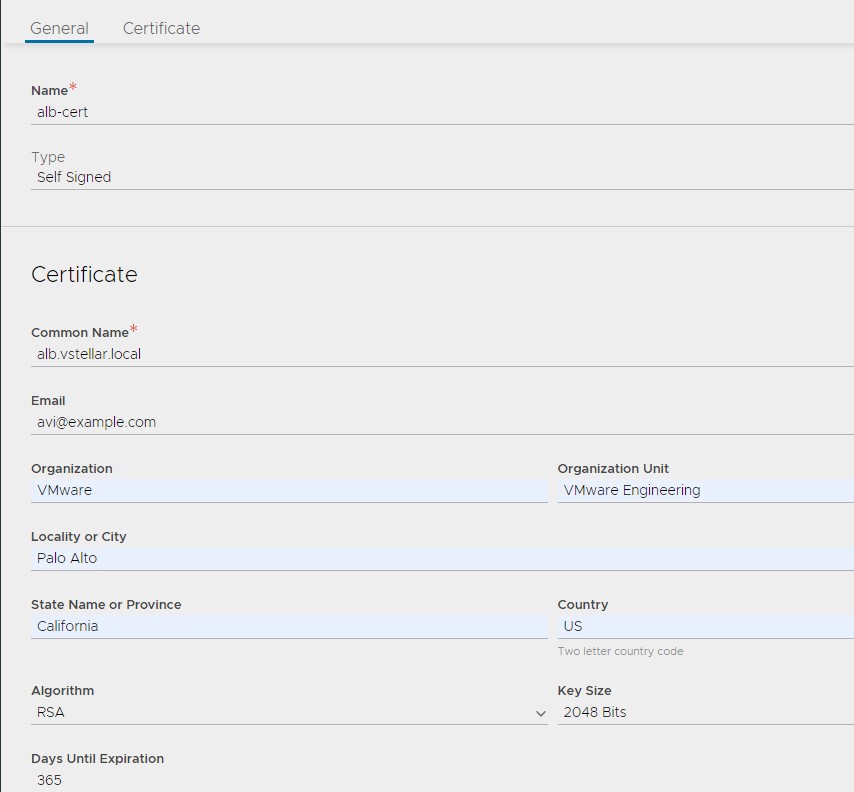 General Certificate
Name*
alb-cert
Type
Self Signed
Certificate
Common Name*
alb.vstellar.local
Email
avi@example.com
Organization Organization Unit
VMware VMware Engineering
Locality or City
Palo Alto
State Name or Province Country
California US
Two letter country code
Algorithm Key Size
RSA 2048 Bits
Days Until Expiration
365